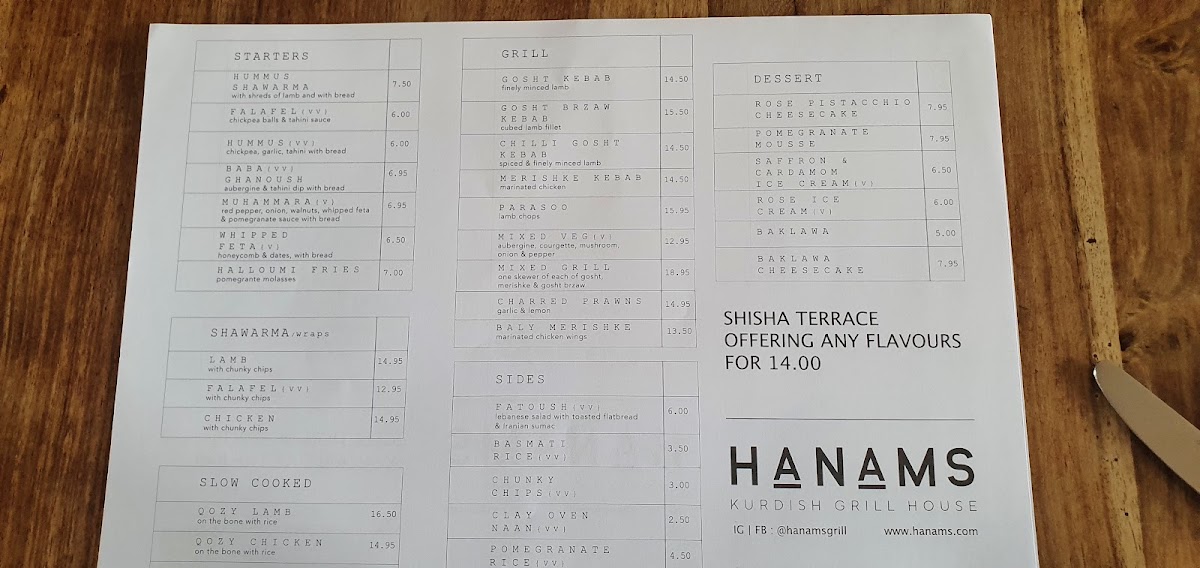 STARTERS
HUMMUS
SHAWARMA
with shreds of lamb and with bread
7.50
FALAFEL(VV)
chickpea balls & tahini sauce
6.00
HUMMUS(VV)
chickpea, garlic, tahini with bread
6.00
BABA(VV)
GHANOUSH
aubergine & tahini dip with bread
6.95
MUHAMMARA(V)
red pepper, onion, walnuts, whipped feta
& pomegranate sauce with bread
6.95
WHIPPED
FETA(V)
honeycomb & dates, with bread
6.50
HALLOUMI FRIES
pomegrante molasses
7.00
SHAWARMA/wraps
LAMB
with chunky chips
14.95
FALAFEL(VV)
with chunky chips
12.95
CHICKEN
with chunky chips
14.95
SLOW COOKED
QOZY LAMB
on the bone with rice
16.50
QOZY CHICKEN
on the bone with rice
14.95
GRILL
GOSHT KEBAB
finely minced lamb
14.50
GOSHT BRZAW
KEBAB
cubed lamb fillet
15.50
CHILLI GOSHT
KEBAB
spiced & finely minced lamb
14.50
MERISHKE KEBAB
marinated chicken
14.50
PARASOO
lamb chops
15.95
MIXED VEG(V)
aubergine, courgette, mushroom,
onion & pepper
12.95
MIXED GRILL
one skewer of each of gosht,
merishke & gosht brzaw
18.95
CHARRED PRAWNS
garlic & lemon
14.95
BALY MERISHKE
marinated chicken wings
13.50
SIDES
FATOUSH(VV)
lebanese salad with toasted flatbread
& Iranian sumac
6.00
BASMATI
RICE(VV)
3.50
CHUNKY
CHIPS(VV)
3.00
CLAY OVEN
NAAN(VV)
2.50
POMEGRANATE
RICE(VV)
4.50
DESSERT
ROSE PISTACCHIO
CHEESECAKE
7.95
POMEGRANATE
MOUSSE
7.95
SAFFRON &
CARDAMOM
ICE CREAM(V)
6.50
ROSE ICE
CREAM(V)
6.00
BAKLAWA
5.00
BAKLAWA
CHEESECAKE
7.95
SHISHA TERRACE
OFFERING ANY FLAVOURS
FOR 14.00
HANAMS
KURDISH GRILL HOUSE
IG | FB : @hanamsgrill www.hanams.com